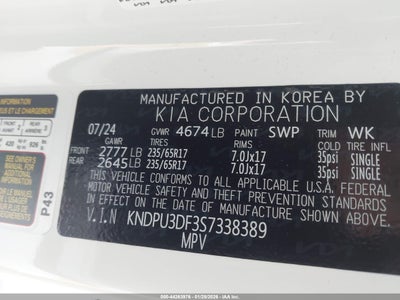 MANUFACTURED IN KOREA BY
KIA CORPORATION
07/24 GVWR 4674LB PAINT SWP TRIM WK
GAWR TIRES RIMS COLD TIRE INFL
FRONT 2777LB 235/65R17 7.0Jx17 35psi SINGLE
REAR 2645LB 235/65R17 7.0Jx17 35psi SINGLE
THIS VEHICLE CONFORMS TO ALL APPLICABLE U.S.A. FEDERAL
MOTOR VEHICLE SAFETY STANDARDS IN EFFECT ON THE
DATE OF MANUFACTURE SHOWN ABOVE.
V.I.N KNDPU3DF3S7338389
MPV
P43
INFORMATION
SEE OWNER'S